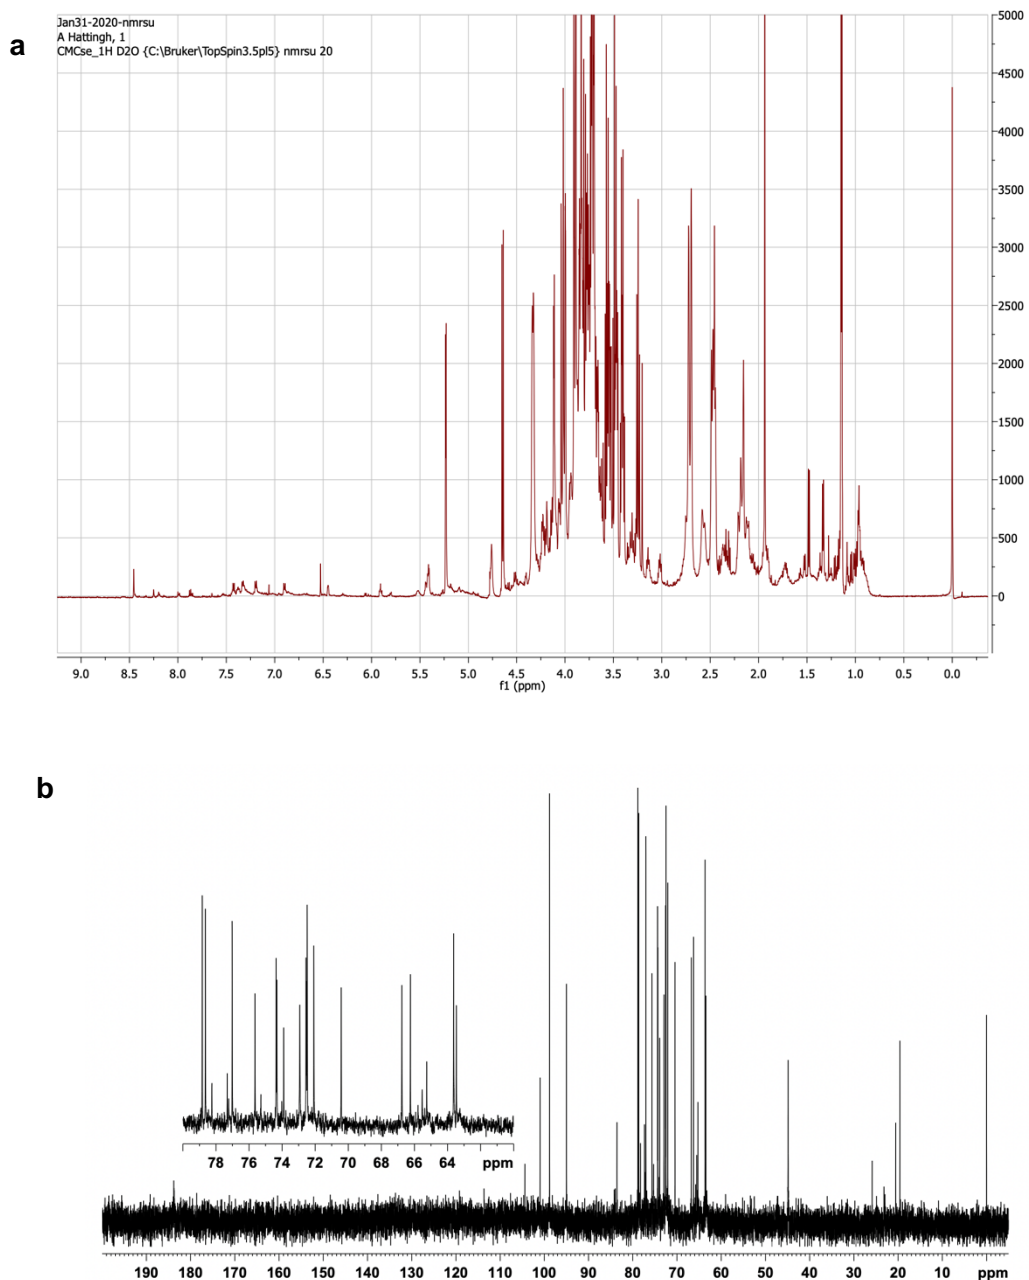 a
Jan31-2020-nmrsu
A Hattingh, 1
CMCse_1H D2O {C:\Bruker\TopSpin3.5pl5} nmrsu 20
5000
4500
4000
3500
3000
2500
2000
1500
1000
500
0
9.0 8.5 8.0 7.5 7.0 6.5 6.0 5.5 5.0 4.5 4.0 3.5 3.0 2.5 2.0 1.5 1.0 0.5 0.0
f1 (ppm)
b
78 76 74 72 70 68 66 64 ppm
190 180 170 160 150 140 130 120 110 100 90 80 70 60 50 40 30 20 10 ppm